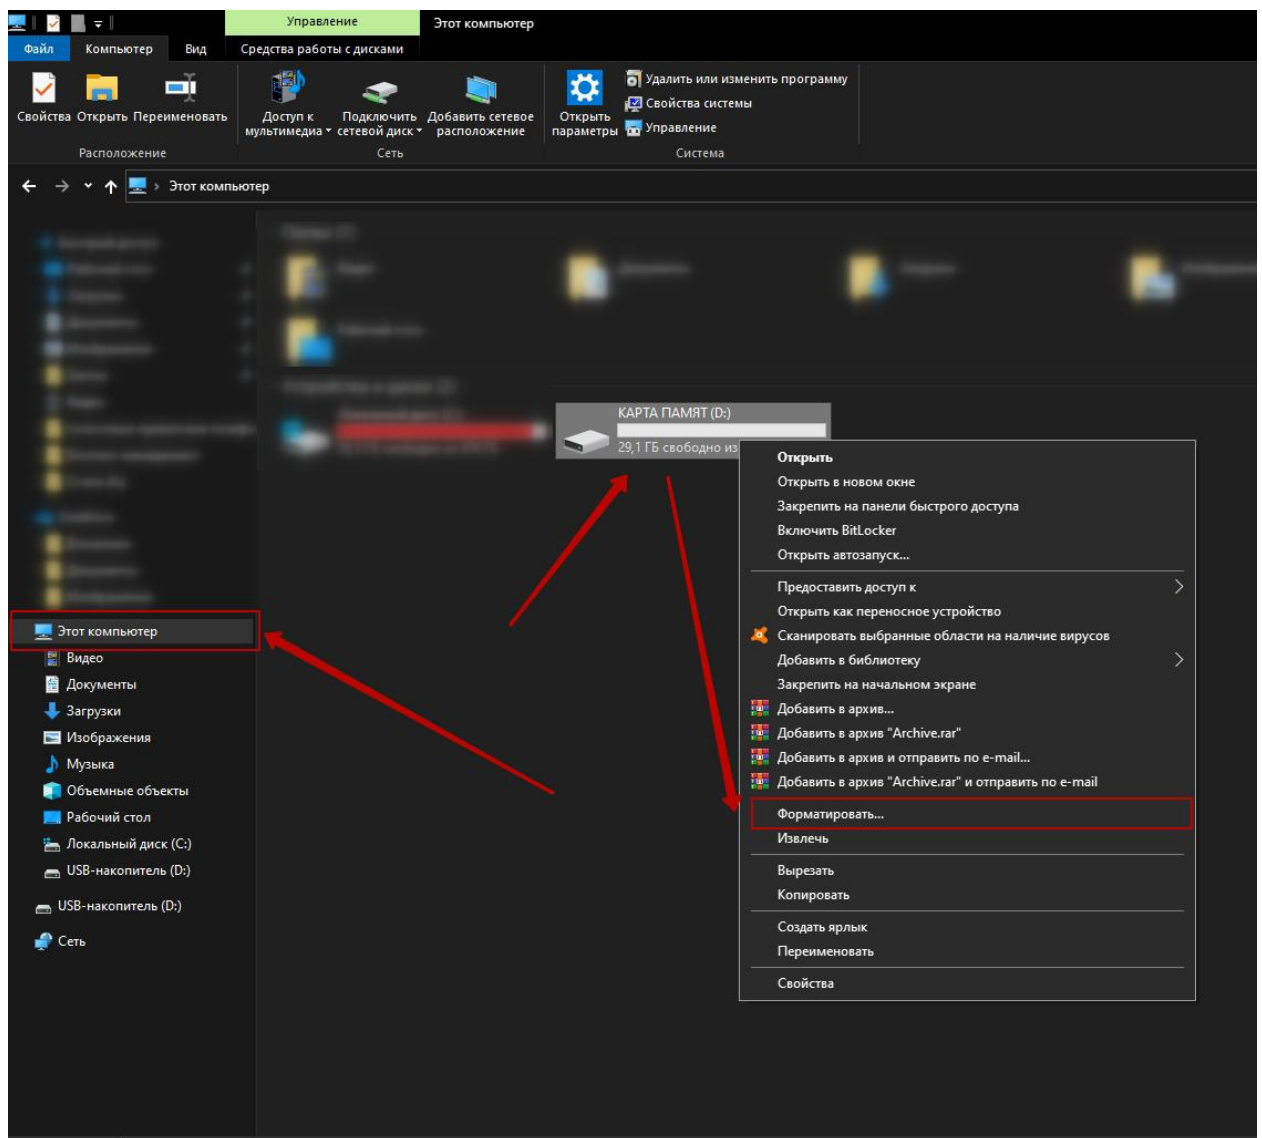 Управление
Этот компьютер
Файл
Компьютер
Вид
Средства работы с дисками
Свойства
Открыть
Переименовать
Доступ к
мультимедиа
Подключить
сетевой диск
Добавить сетевое
расположение
Открыть
параметры
Удалить или изменить программу
Свойства системы
Управление
Расположение
Сеть
Система
Этот компьютер
КАРТА ПАМЯТ (D:)
29,1 ГБ свободно из
Открыть
Открыть в новом окне
Закрепить на панели быстрого доступа
Включить BitLocker
Открыть автозапуск...
Предоставить доступ к
Открыть как переносное устройство
Сканировать выбранные области на наличие вирусов
Добавить в библиотеку
Закрепить на начальном экране
Добавить в архив...
Добавить в архив "Archive.rar"
Добавить в архив и отправить по e-mail...
Добавить в архив "Archive.rar" и отправить по e-mail
Форматировать...
Извлечь
Вырезать
Копировать
Создать ярлык
Переименовать
Свойства
Этот компьютер
Видео
Документы
Загрузки
Изображения
Музыка
Объемные объекты
Рабочий стол
Локальный диск (C:)
USB-накопитель (D:)
USB-накопитель (D:)
Сеть